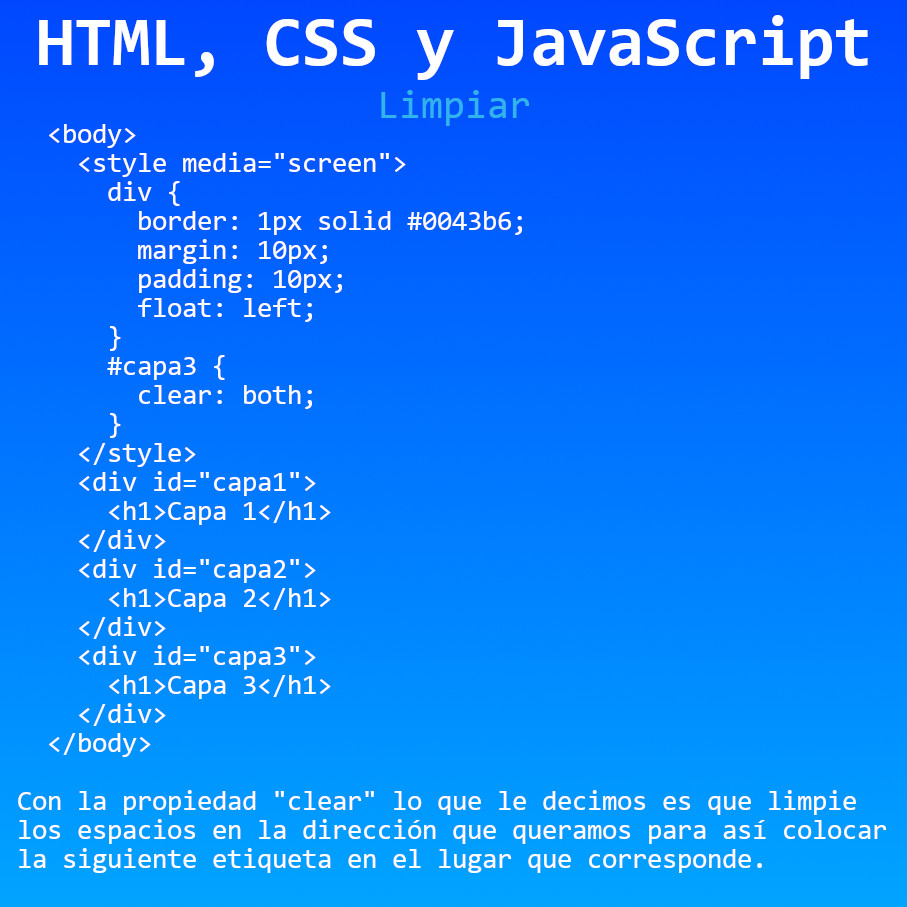 HTML, CSS y JavaScript
Limpiar
<body>
  <style media="screen">
    div {
      border: 1px solid #0043b6;
      margin: 10px;
      padding: 10px;
      float: left;
    }
    #capa3 {
      clear: both;
    }
  </style>
  <div id="capa1">
    <h1>Capa 1</h1>
  </div>
  <div id="capa2">
    <h1>Capa 2</h1>
  </div>
  <div id="capa3">
    <h1>Capa 3</h1>
  </div>
</body>
Con la propiedad "clear" lo que le decimos es que limpie
los espacios en la dirección que queramos para así colocar
la siguiente etiqueta en el lugar que corresponde.